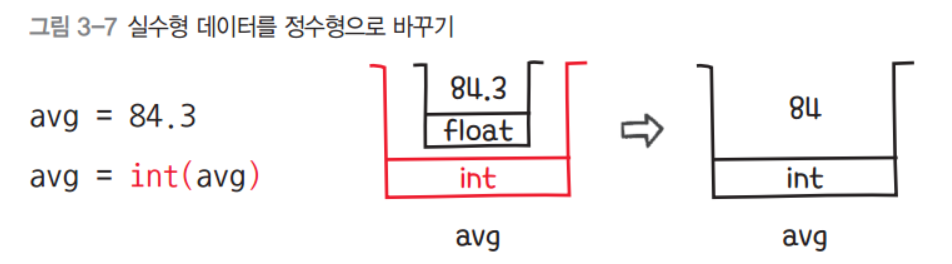 그림 3-7 실수형 데이터를 정수형으로 바꾸기
avg = 84.3
avg = int(avg)
84.3
float
int
avg
84
int
avg